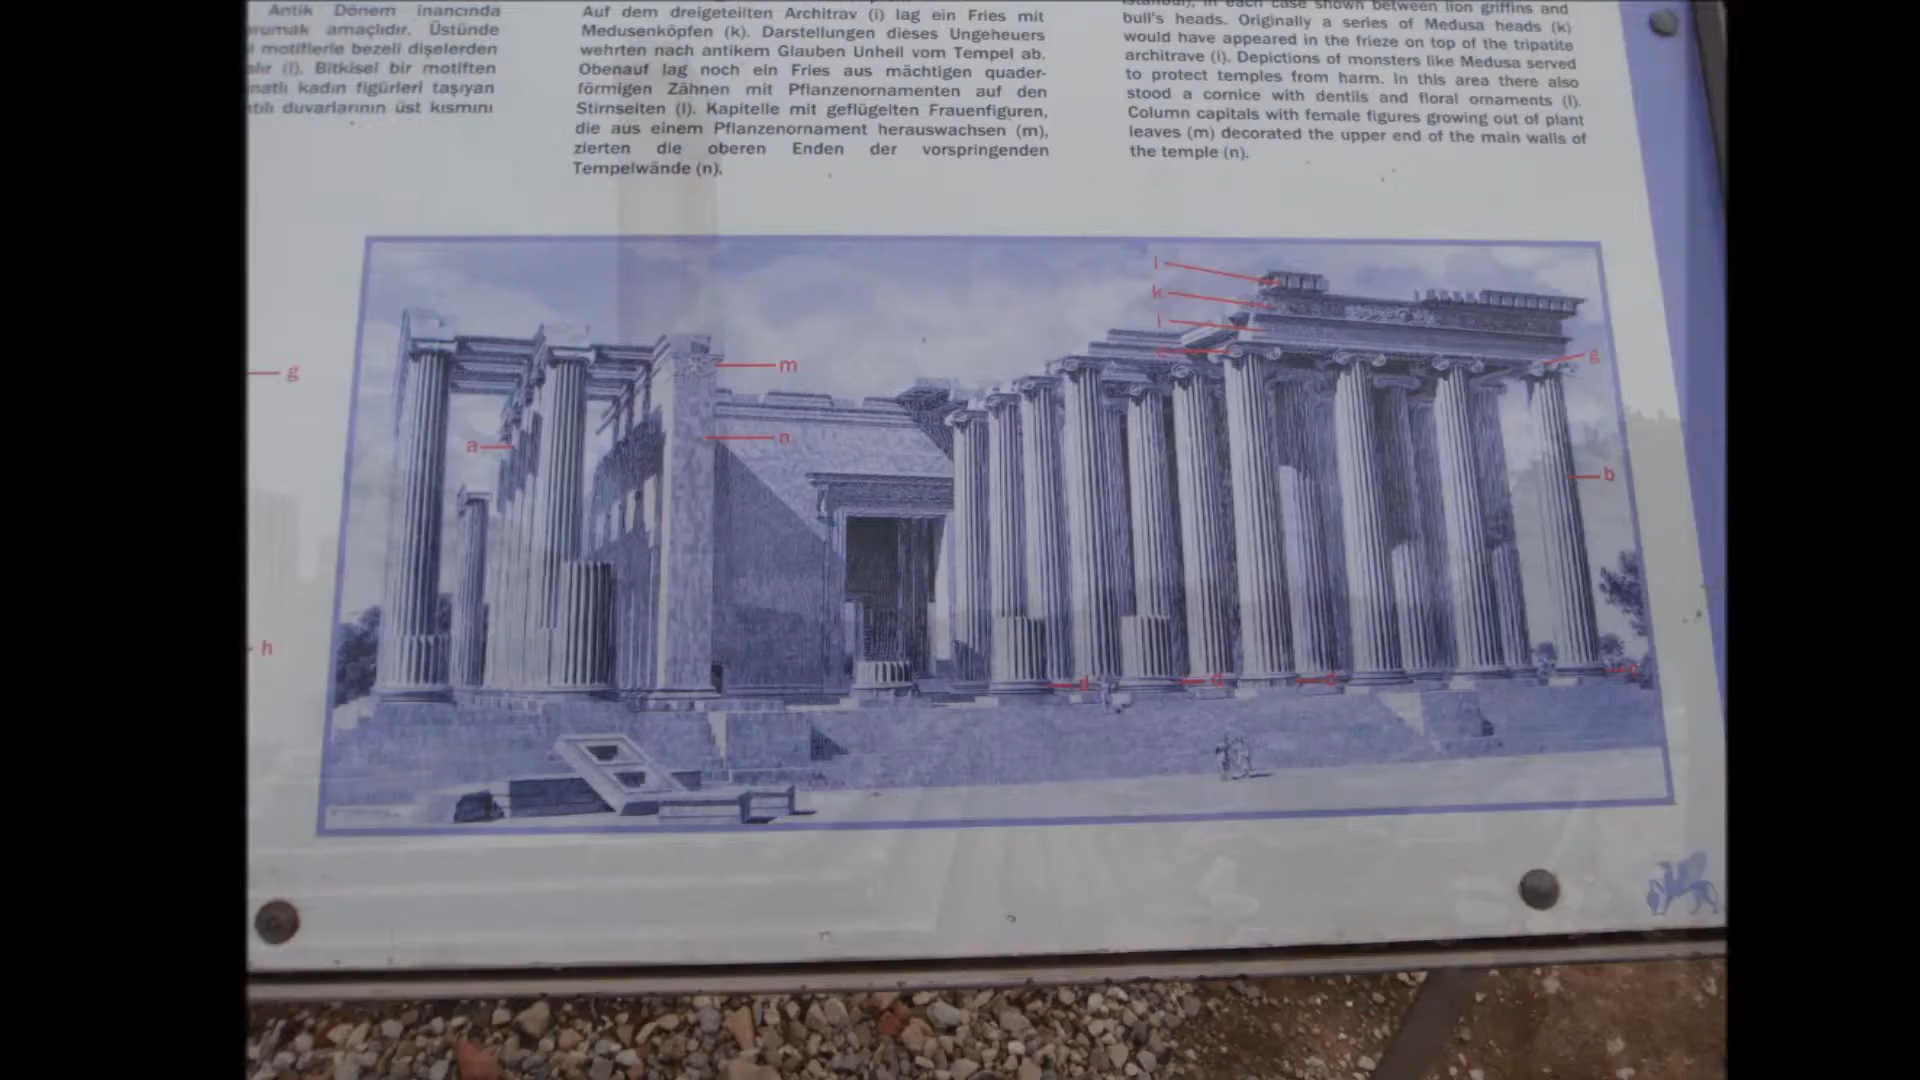 Antik Dönem inancında
amaçlıdır. Üstünde
motiflerle bezeli dişelerden
(l). Bitkisel bir motiften
kadın figürleri taşıyan
duvarlarının üst kısmını
Auf dem dreigeteilten Architrav (i) lag ein Fries mit
Medusenköpfen (k). Darstellungen dieses Ungeheuers
wehrten nach antikem Glauben Unheil vom Tempel ab.
Obenauf lag noch ein Fries aus mächtigen quader-
förmigen Zähnen mit Pflanzenornamenten auf den
Stirnseiten (l). Kapitelle mit geflügelten Frauenfiguren,
die aus einem Pflanzenornament herauswachsen (m),
zierten die oberen Enden der vorspringenden
Tempelwände (n).
in each case shown between lion griffins and
bull's heads. Originally a series of Medusa heads (k)
would have appeared in the frieze on top of the tripatite
architrave (i). Depictions of monsters like Medusa served
to protect temples from harm. In this area there also
stood a cornice with dentils and floral ornaments (l).
Column capitals with female figures growing out of plant
leaves (m) decorated the upper end of the main walls of
the temple (n).
l
k
i
g
g
m
n
a
b
h
d
d
d